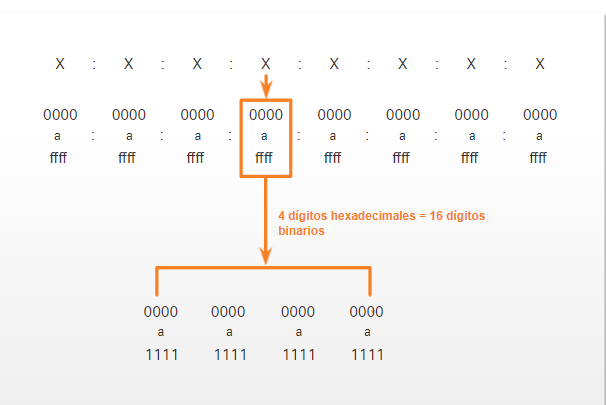 X : X : X : X : X : X : X : X
0000 0000 0000 0000 0000 0000 0000 0000
a : a : a : a : a : a : a : a
ffff ffff ffff ffff ffff ffff ffff ffff
4 dígitos hexadecimales = 16 dígitos
binarios
0000 0000 0000 0000
a a a a
1111 1111 1111 1111